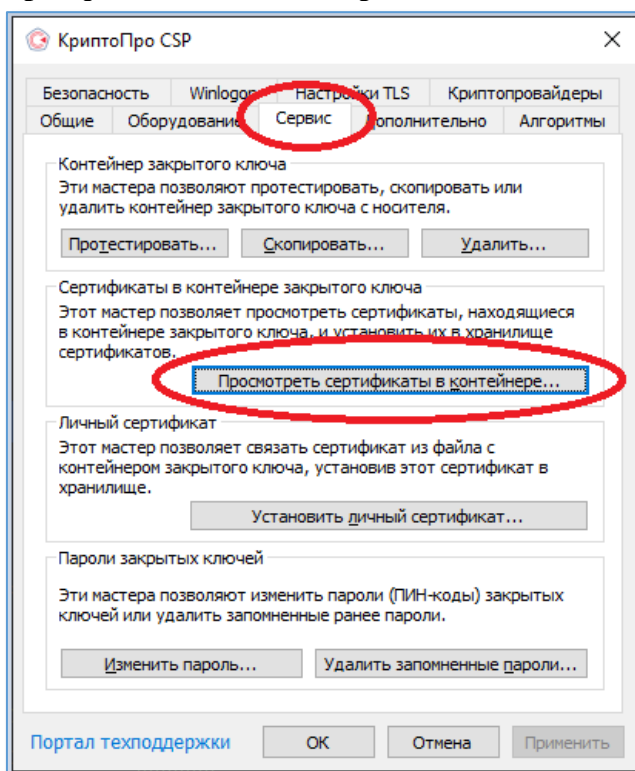 КриптоПро CSP
Безопасность Winlogon Настройки TLS Криптопровайдеры
Общие Оборудование Сервис Дополнительно Алгоритмы
Контейнер закрытого ключа
Эти мастера позволяют протестировать, скопировать или
удалить контейнер закрытого ключа с носителя.
Протестировать... Скопировать... Удалить...
Сертификаты в контейнере закрытого ключа
Этот мастер позволяет просмотреть сертификаты, находящиеся
в контейнере закрытого ключа, и установить их в хранилище
сертификатов.
Просмотреть сертификаты в контейнере...
Личный сертификат
Этот мастер позволяет связать сертификат из файла с
контейнером закрытого ключа, установив этот сертификат в
хранилище.
Установить личный сертификат...
Пароли закрытых ключей
Эти мастера позволяют изменить пароли (ПИН-коды) закрытых
ключей или удалить запомненные ранее пароли.
Изменить пароль... Удалить запомненные пароли...
Портал техподдержки ОК Отмена Применить